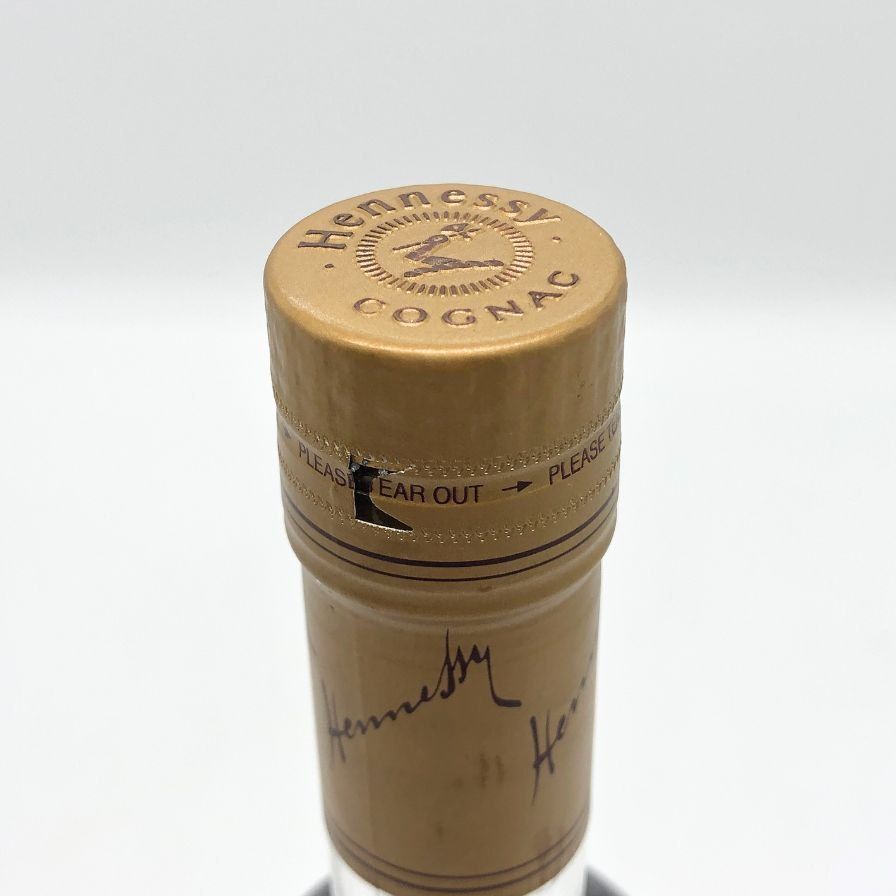 Hennessy
COGNAC
PLEASE TEAR OUT → PLEASE
Hennessy